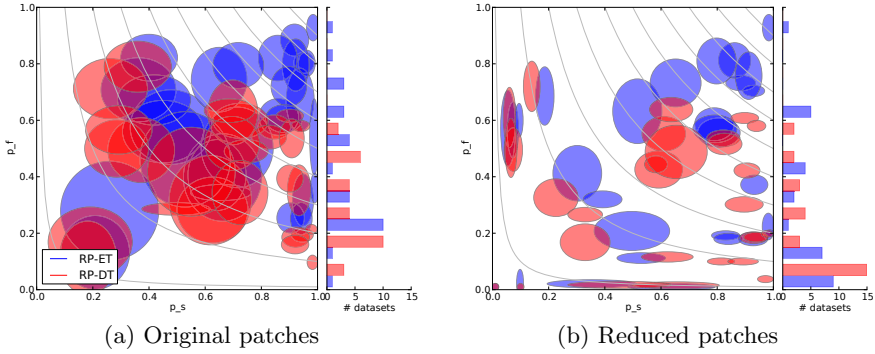 1.0
0.8
0.6
0.4
0.2
0.0
p_f
RP-ET
RP-DT
0.0 0.2 0.4 0.6 0.8 1.0
p_s
0 5 10 15
# datasets
(a) Original patches
1.0
0.8
0.6
0.4
0.2
0.0
p_f
0.0 0.2 0.4 0.6 0.8 1.0
p_s
0 5 10 15
# datasets
(b) Reduced patches